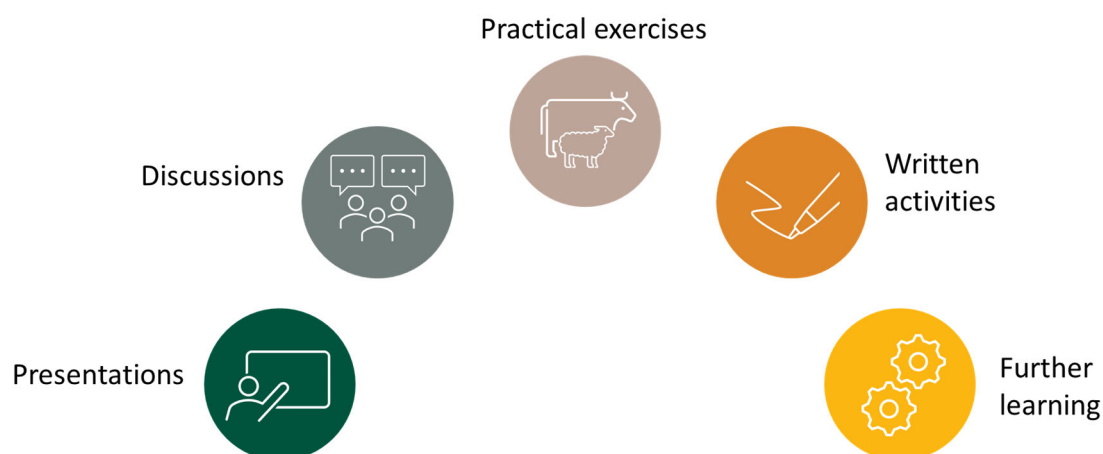 Practical exercises
Discussions
Written
activities
Presentations
Further
learning